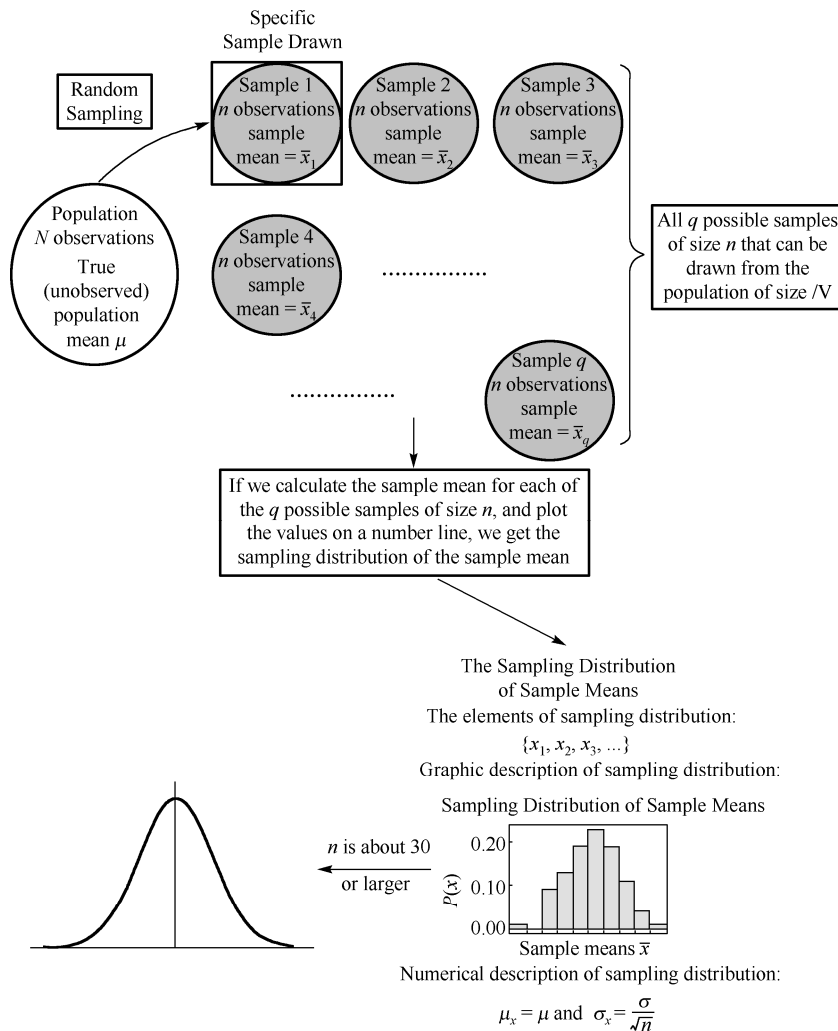 Specific
Sample Drawn
Random
Sampling
Sample 1
n observations
sample
mean = x̄₁
Sample 2
n observations
sample
mean = x̄₂
Sample 3
n observations
sample
mean = x̄₃
Population
N observations
True
(unobserved)
population
mean μ
Sample 4
n observations
sample
mean = x̄₄
...............
All q possible samples
of size n that can be
drawn from the
population of size /V
Sample q
n observations
sample
mean = x̄q
...............
If we calculate the sample mean for each of
the q possible samples of size n, and plot
the values on a number line, we get the
sampling distribution of the sample mean
The Sampling Distribution
of Sample Means
The elements of sampling distribution:
{x₁, x₂, x₃, ...}
Graphic description of sampling distribution:
Sampling Distribution of Sample Means
n is about 30
or larger
P(x)
0.20
0.10
0.00
Sample means x̄
Numerical description of sampling distribution:
μₓ = μ and σₓ = σ/√n